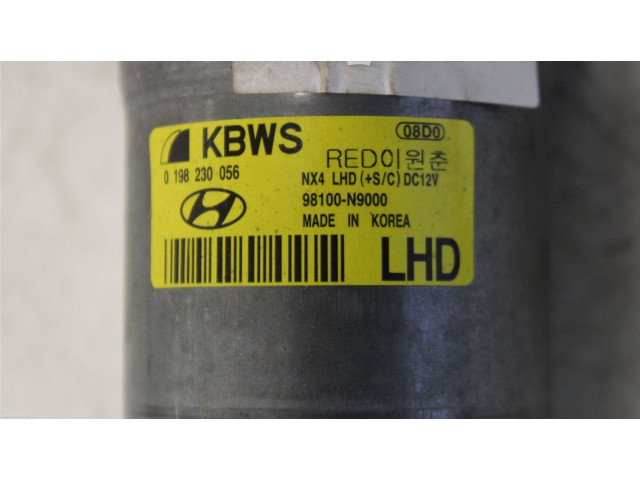 KBWS
08D0
RED이원춘
0 198 230 056
NX4 LHD (+S/C) DC12V
98100-N9000
MADE IN KOREA
LHD